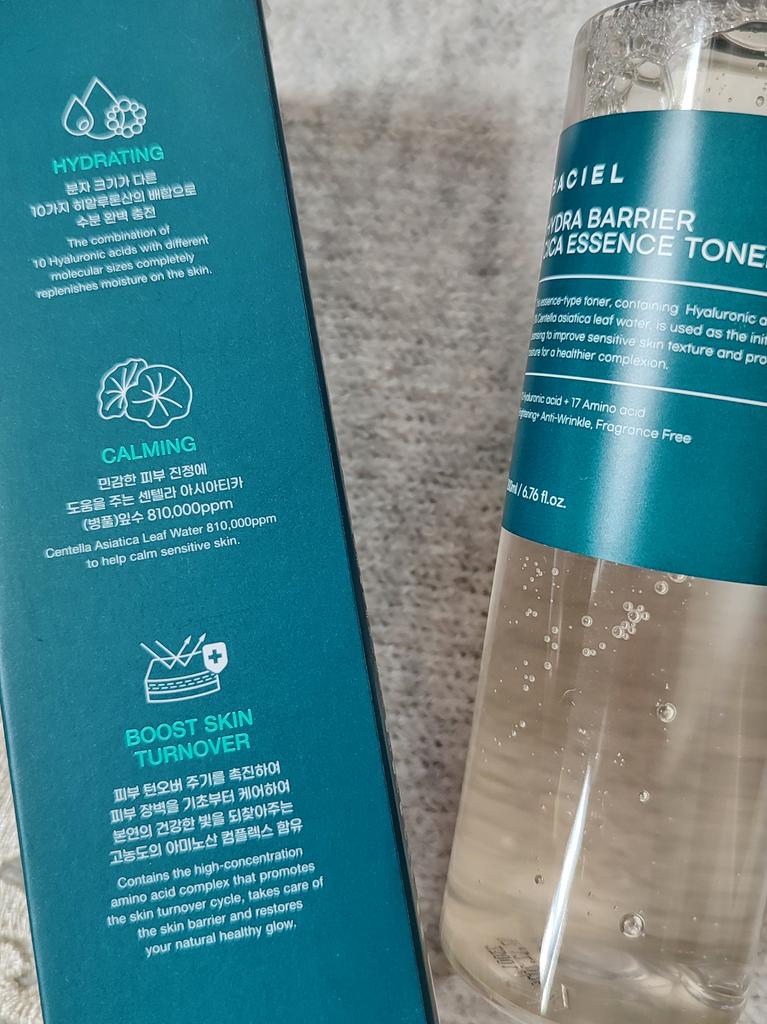 HYDRATING
분자 크기가 다른
10가지 히알루론산의 배합으로
수분 완벽 충전
The combination of
10 Hyaluronic acids with different
molecular sizes completely
replenishes moisture on the skin.
CALMING
민감한 피부 진정에
도움을 주는 센텔라 아시아티카
(병풀)잎수 810,000ppm
Centella Asiatica Leaf Water 810,000ppm
to help calm sensitive skin.
BOOST SKIN
TURNOVER
피부 턴오버 주기를 촉진하여
피부 장벽을 기초부터 케어하여
본연의 건강한 빛을 되찾아주는
고농도의 아미노산 컴플렉스 함유
Contains the high-concentration
amino acid complex that promotes
the skin turnover cycle, takes care of
the skin barrier and restores
your natural healthy glow.
ACIEL
HYDRA BARRIER
CICA ESSENCE TONE
essence-type toner, containing Hyaluronic a
Centella asiatica leaf water, is used as the init
to improve sensitive skin texture and pro
for a healthier complexion.
Hyaluronic acid + 17 Amino acid
Anti-Wrinkle, Fragrance Free
ml / 6.76 fl.oz.